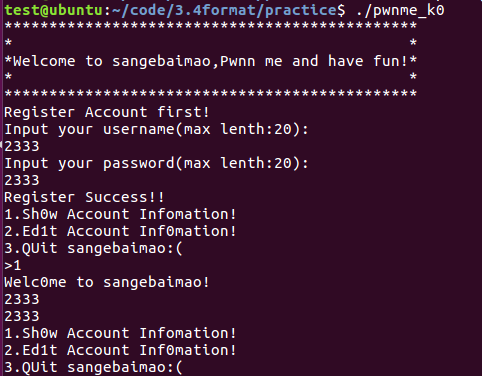 test@ubuntu:~/code/3.4format/practice$ ./pwnme_k0
**********************************************
*                                            *
*Welcome to sangebaimao,Pwnn me and have fun!*
*                                            *
**********************************************
Register Account first!
Input your username(max lenth:20):
2333
Input your password(max lenth:20):
2333
Register Success!!
1.Sh0w Account Infomation!
2.Ed1t Account Inf0mation!
3.QUit sangebaimao:(
>1
Welc0me to sangebaimao!
2333
2333
1.Sh0w Account Infomation!
2.Ed1t Account Inf0mation!
3.QUit sangebaimao:(